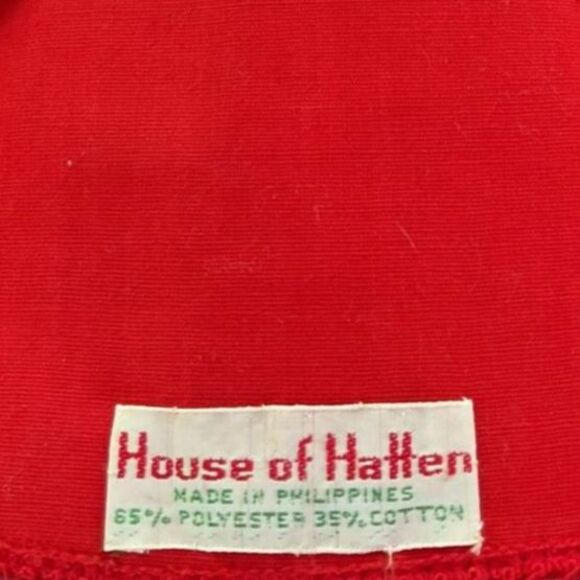 House of Hatten
MADE IN PHILIPPINES
65% POLYESTER 35% COTTON